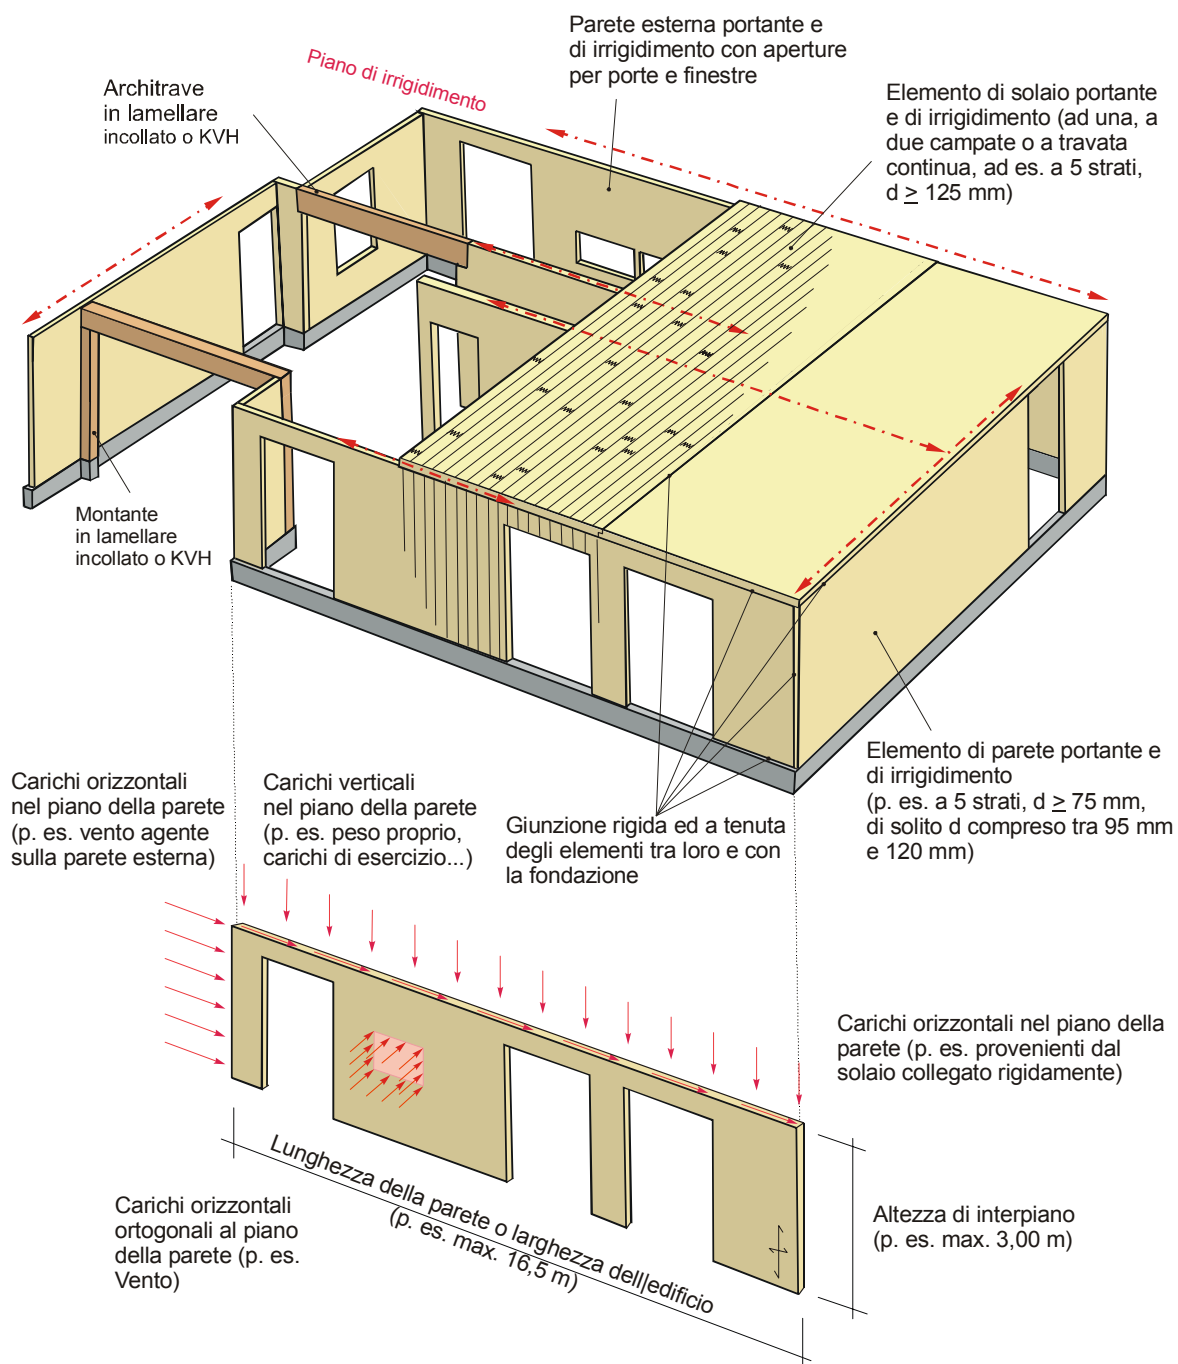 Parete esterna portante e
di irrigidimento con aperture
per porte e finestre
Piano di irrigidimento
Architrave
in lamellare
incollato o KVH
Elemento di solaio portante
e di irrigidimento (ad una, a
due campate o a travata
continua, ad es. a 5 strati,
d ≥ 125 mm)
Montante
in lamellare
incollato o KVH
Elemento di parete portante e
di irrigidimento
(p. es. a 5 strati, d ≥ 75 mm,
di solito d compreso tra 95 mm
e 120 mm)
Carichi orizzontali
nel piano della parete
(p. es. vento agente
sulla parete esterna)
Carichi verticali
nel piano della parete
(p. es. peso proprio,
carichi di esercizio...)
Giunzione rigida ed a tenuta
degli elementi tra loro e con
la fondazione
Carichi orizzontali nel piano della
parete (p. es. provenienti dal
solaio collegato rigidamente)
Lunghezza della parete o larghezza dell|edificio
(p. es. max. 16,5 m)
Carichi orizzontali
ortogonali al piano
della parete (p. es.
Vento)
Altezza di interpiano
(p. es. max. 3,00 m)